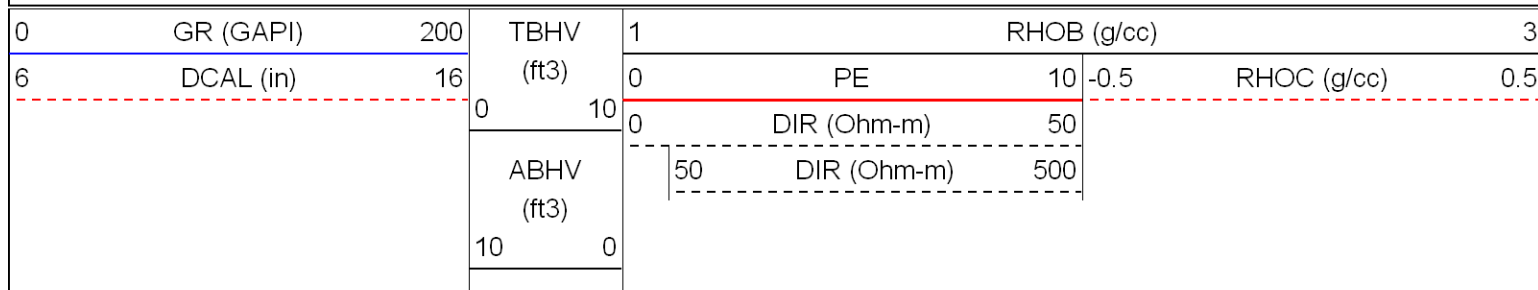 0 GR (GAPI) 200
6 DCAL (in) 16
TBHV
(ft3)
0 10
ABHV
(ft3)
10 0
1 RHOB (g/cc) 3
0 PE 10 -0.5 RHOC (g/cc) 0.5
0 DIR (Ohm-m) 50
50 DIR (Ohm-m) 500